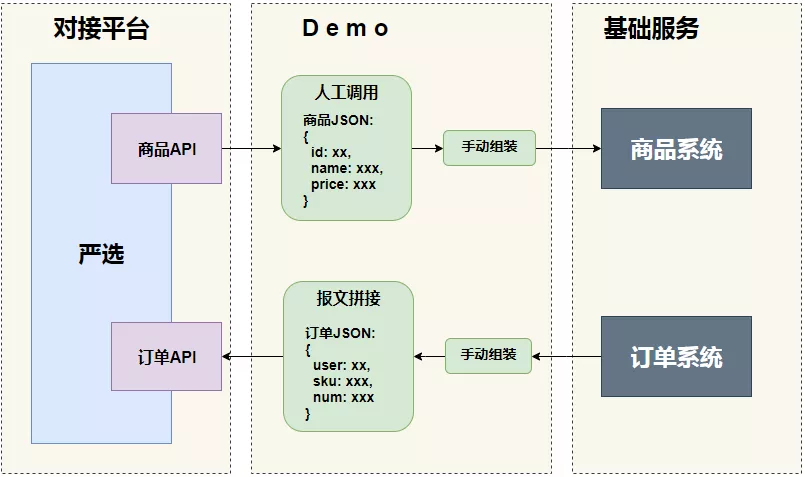 对接平台
Demo
基础服务
商品API
人工调用
商品JSON:
{
id: xx,
name: xxx,
price: xxx
}
手动组装
商品系统
严选
订单API
报文拼接
订单JSON:
{
user: xx,
sku: xxx,
num: xxx
}
手动组装
订单系统